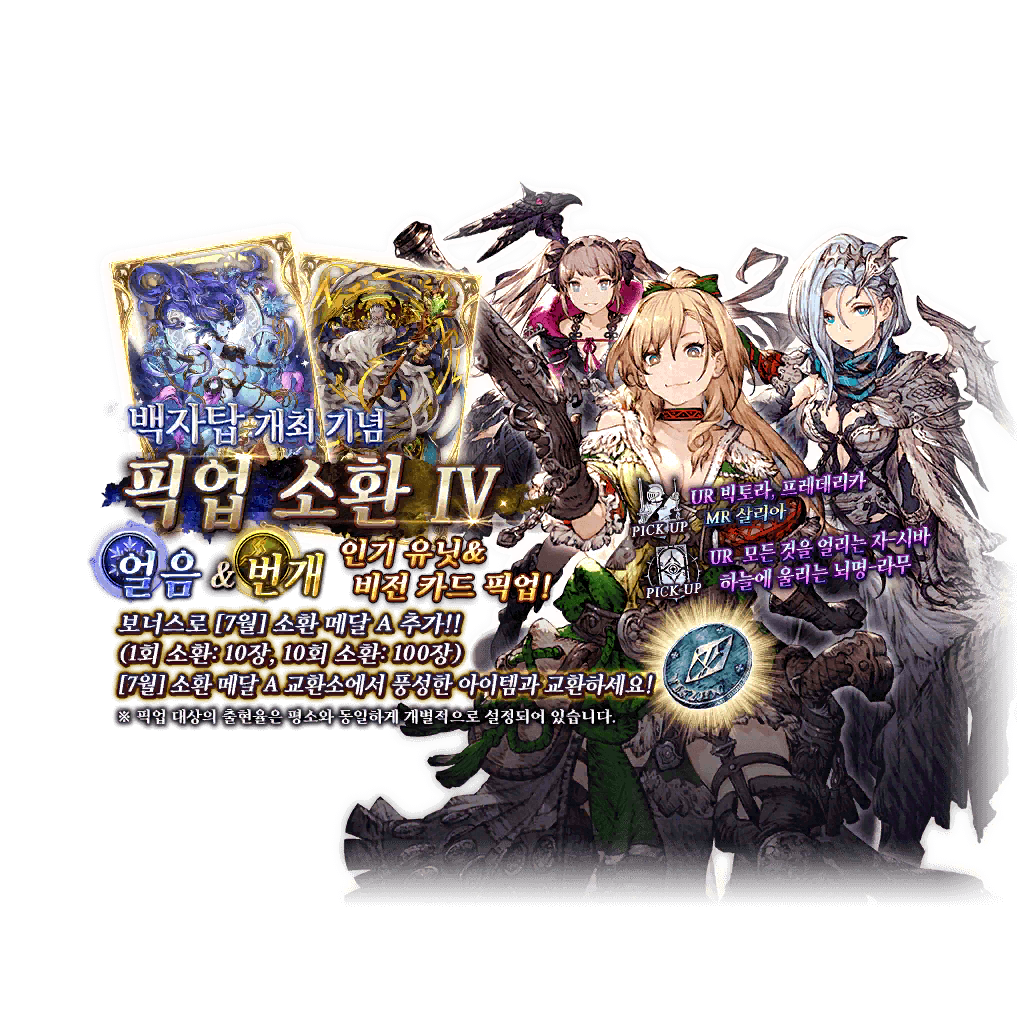 백자탑 개최 기념
픽업 소환 IV
얼음 & 번개
인기 유닛&
비전 카드 픽업!
보너스로 [7월] 소환 메달 A 추가!!
(1회 소환: 10장, 10회 소환: 100장)
[7월] 소환 메달 A 교환소에서 풍성한 아이템과 교환하세요!
※ 픽업 대상의 출현율은 평소와 동일하게 개별적으로 설정되어 있습니다.
PICK UP
UR 빅토라, 프레데리카
MR 살리아
PICK UP
UR 모든 것을 얼리는 자-시바
하늘에 울리는 뇌명-라무